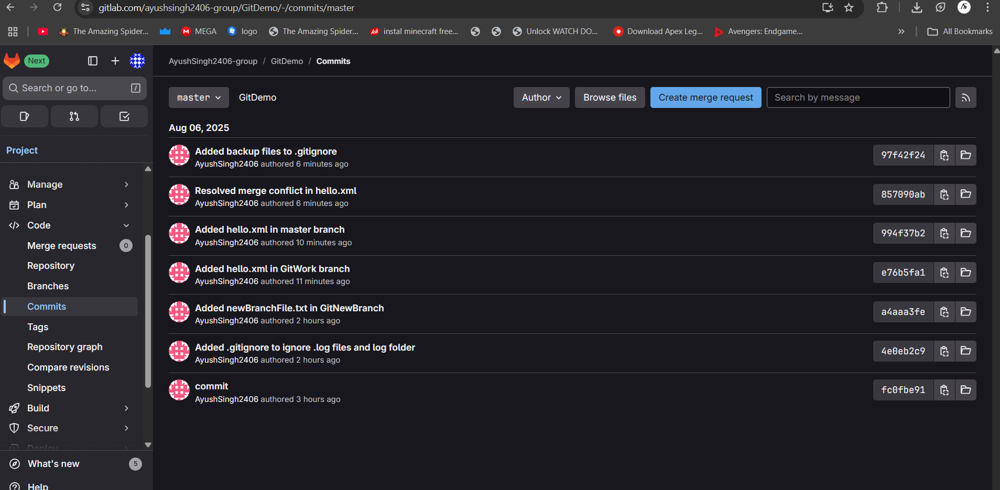 gitlab.com/ayushsingh2406-group/GitDemo/-/commits/master
The Amazing Spider... MEGA logo The Amazing Spider... Ask instal minecraft free... Unlock WATCH DO... Download Apex Leg... Avengers: Endgame... » All Bookmarks
Next
AyushSingh2406-group / GitDemo / Commits
Search or go to... /
master GitDemo Author Browse files Create merge request Search by message
Project
Manage
Plan
Code
Merge requests 0
Repository
Branches
Commits
Tags
Repository graph
Compare revisions
Snippets
Build
Secure
Deploy
What's new 5
Help
Aug 06, 2025
Added backup files to .gitignore
AyushSingh2406 authored 6 minutes ago
97f42f24
Resolved merge conflict in hello.xml
AyushSingh2406 authored 6 minutes ago
857090ab
Added hello.xml in master branch
AyushSingh2406 authored 10 minutes ago
994f37b2
Added hello.xml in GitWork branch
AyushSingh2406 authored 11 minutes ago
e76b5fa1
Added newBranchFile.txt in GitNewBranch
AyushSingh2406 authored 2 hours ago
a4aaa3fe
Added .gitignore to ignore .log files and log folder
AyushSingh2406 authored 2 hours ago
4e0eb2c9
commit
AyushSingh2406 authored 3 hours ago
fc0fbe91